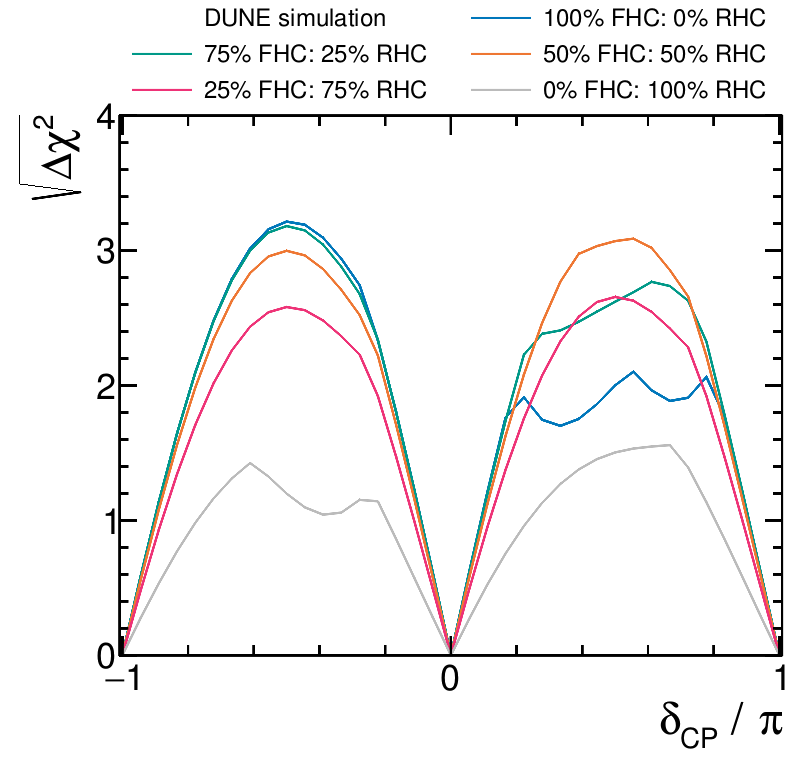 DUNE simulation
100% FHC: 0% RHC
75% FHC: 25% RHC
50% FHC: 50% RHC
25% FHC: 75% RHC
0% FHC: 100% RHC
√Δχ²
4
3
2
1
0
−1
0
1
δCP / π